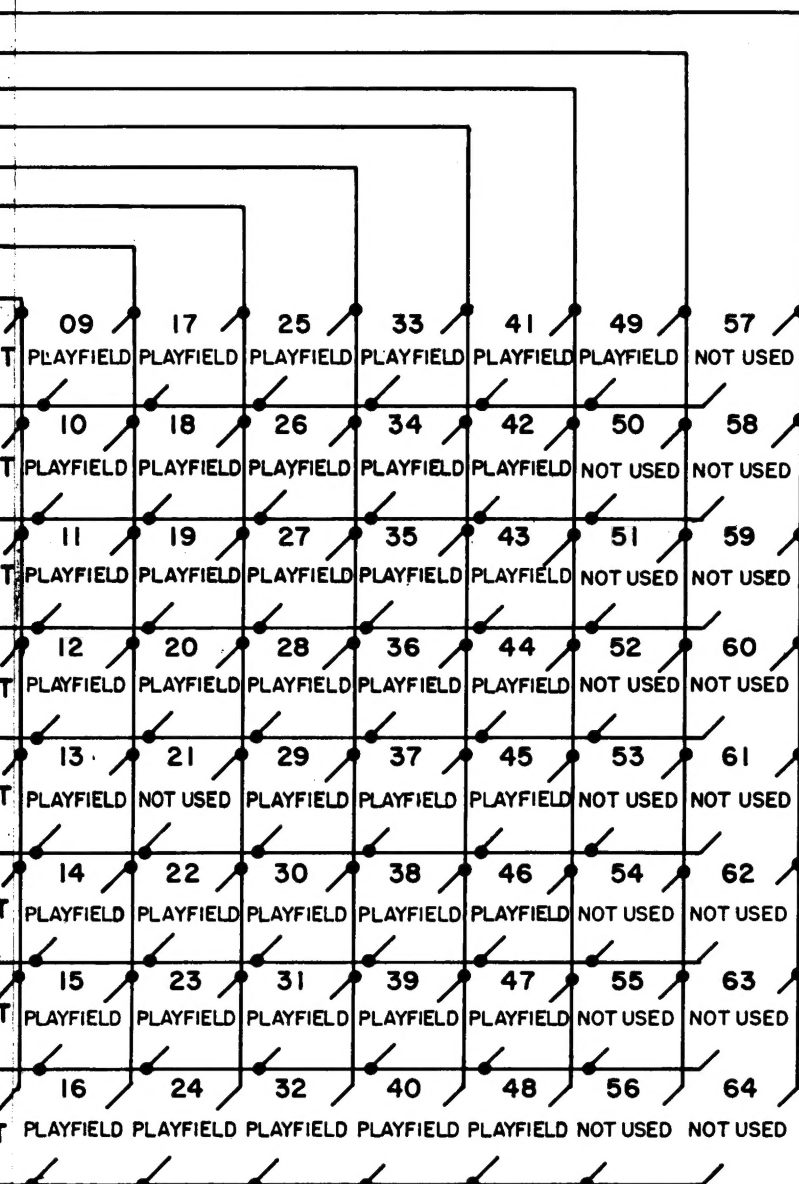 09 17 25 33 41 49 57
T PLAYFIELD PLAYFIELD PLAYFIELD PLAYFIELD PLAYFIELD PLAYFIELD NOT USED
10 18 26 34 42 50 58
T PLAYFIELD PLAYFIELD PLAYFIELD PLAYFIELD PLAYFIELD NOT USED NOT USED
11 19 27 35 43 51 59
T PLAYFIELD PLAYFIELD PLAYFIELD PLAYFIELD PLAYFIELD NOT USED NOT USED
12 20 28 36 44 52 60
T PLAYFIELD PLAYFIELD PLAYFIELD PLAYFIELD PLAYFIELD NOT USED NOT USED
13 21 29 37 45 53 61
T PLAYFIELD NOT USED PLAYFIELD PLAYFIELD PLAYFIELD NOT USED NOT USED
14 22 30 38 46 54 62
T PLAYFIELD PLAYFIELD PLAYFIELD PLAYFIELD PLAYFIELD NOT USED NOT USED
15 23 31 39 47 55 63
T PLAYFIELD PLAYFIELD PLAYFIELD PLAYFIELD PLAYFIELD NOT USED NOT USED
16 24 32 40 48 56 64
T PLAYFIELD PLAYFIELD PLAYFIELD PLAYFIELD PLAYFIELD NOT USED NOT USED